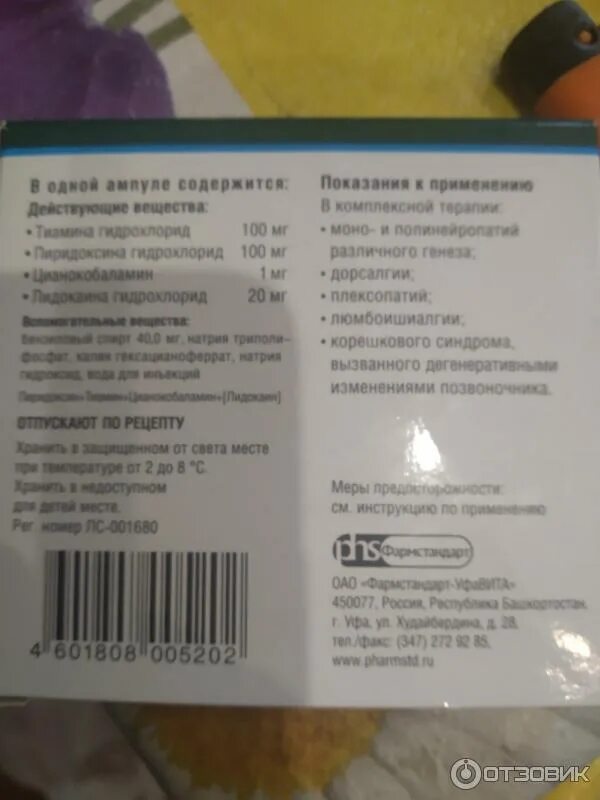 В одной ампуле содержится:
Действующие вещества:
• Тиамина гидрохлорид 100 мг
• Пиридоксина гидрохлорид 100 мг
• Цианокобаламин 1 мг
• Лидокаина гидрохлорид 20 мг
Вспомогательные вещества:
бензиловый спирт 40,0 мг, натрия триполи-
фосфат, калия гексацианоферрат, натрия
гидроксид, вода для инъекций
Пиридоксин+Тиамин+Цианокобаламин+[Лидокаин]
ОТПУСКАЮТ ПО РЕЦЕПТУ
Хранить в защищенном от света месте
при температуре от 2 до 8 °С.
Хранить в недоступном
для детей месте.
Рег. номер ЛС-001680
4 601808 005202
Показания к применению
В комплексной терапии:
• моно- и полинейропатий
различного генеза;
• дорсалгии;
• плексопатий;
• люмбоишиалгии;
• корешкового синдрома,
вызванного дегенеративными
изменениями позвоночника.
Меры предосторожности:
см. инструкцию по применению
phs Фармстандарт
ОАО «Фармстандарт-УфаВИТА»
450077, Россия, Республика Башкортостан,
г. Уфа, ул. Худайбердина, д. 28,
тел./факс: (347) 272 92 85,
www.pharmstd.ru
ОТЗОВИК